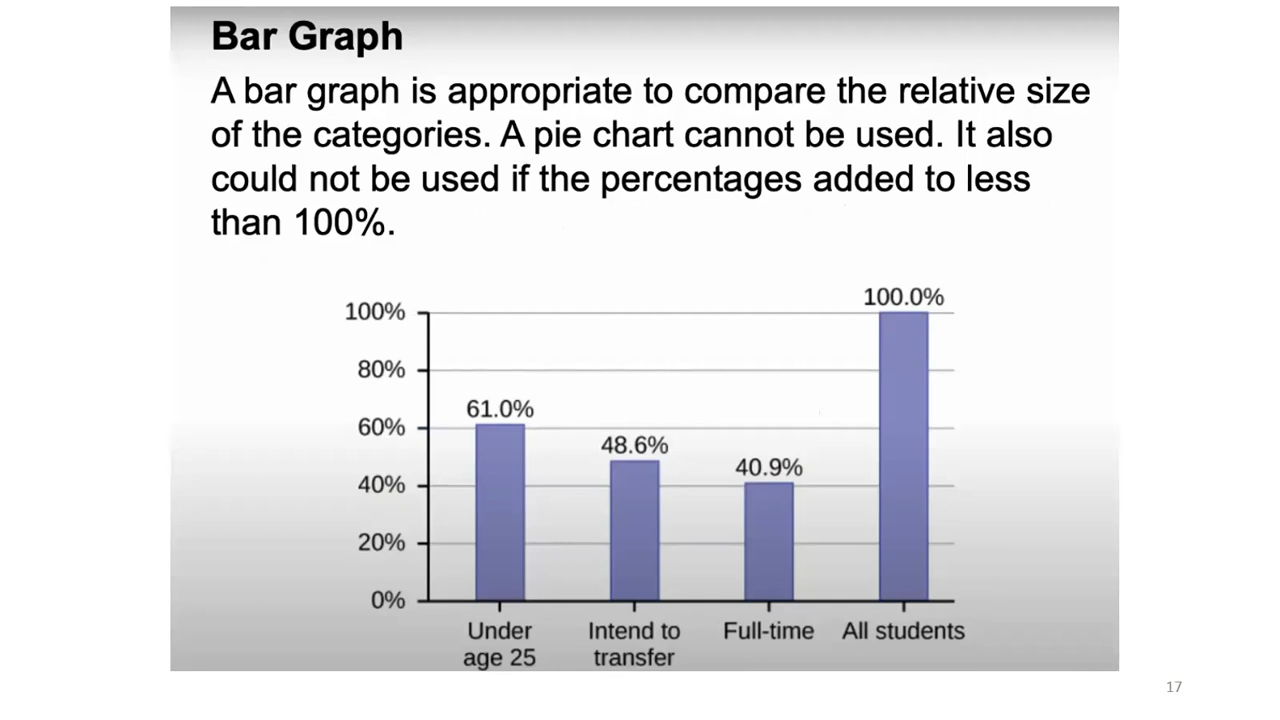 Bar Graph
A bar graph is appropriate to compare the relative size
of the categories. A pie chart cannot be used. It also
could not be used if the percentages added to less
than 100%.
100.0%
100%
80%
61.0%
60%
48.6%
40.9%
40%
20%
0%
Under
age 25
Intend to
transfer
Full-time
All students
17